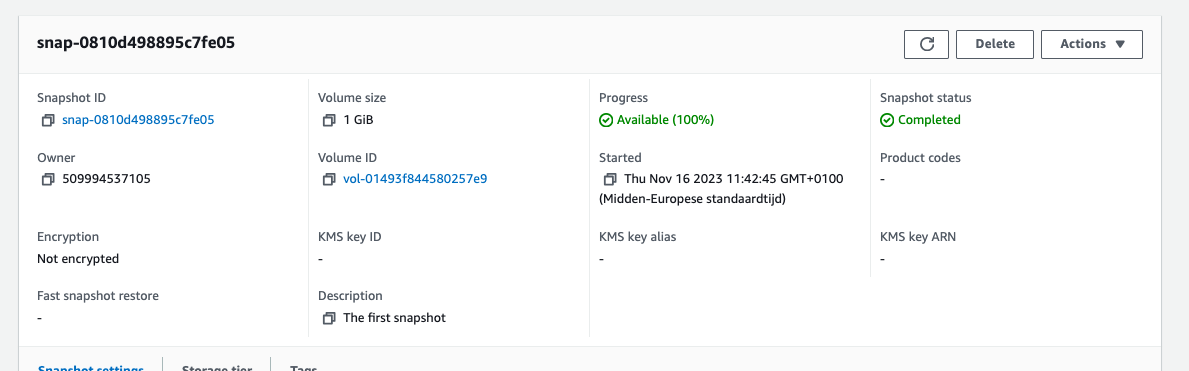 snap-0810d498895c7fe05
Delete
Actions
Snapshot ID
snap-0810d498895c7fe05
Volume size
1 GiB
Progress
Available (100%)
Snapshot status
Completed
Owner
509994537105
Volume ID
vol-01493f844580257e9
Started
Thu Nov 16 2023 11:42:45 GMT+0100
(Midden-Europese standaardtijd)
Product codes
-
Encryption
Not encrypted
KMS key ID
-
KMS key alias
-
KMS key ARN
-
Fast snapshot restore
-
Description
The first snapshot
Snapshot settings
Storage tier
Tags